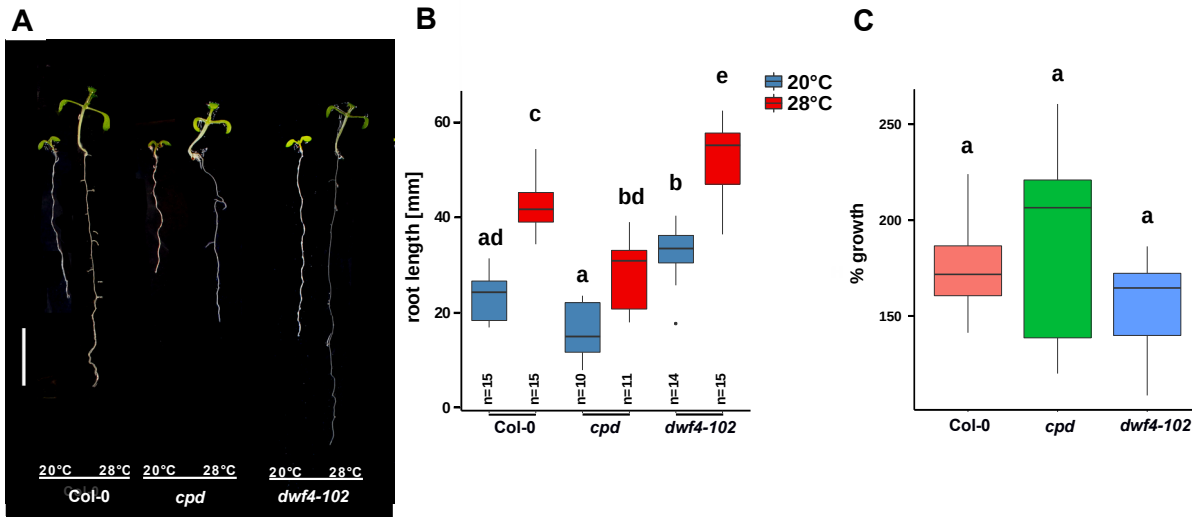 A
20°C 28°C 20°C 28°C 20°C 28°C
Col-0 cpd dwf4-102
Col-0
B
20°C
28°C
root length [mm]
60
40
20
0
ad
c
a
bd
b
e
n=15
n=15
n=10
n=11
n=14
n=15
Col-0 cpd dwf4-102
C
% growth
250
200
150
a
a
a
Col-0 cpd dwf4-102